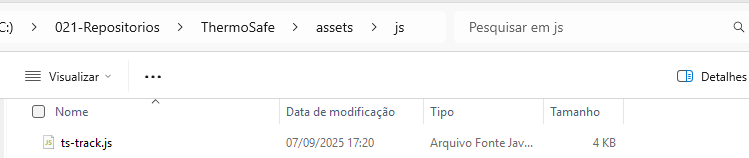 C:) > 021-Repositorios > ThermoSafe > assets > js Pesquisar em js
Visualizar Detalhes
Nome Data de modificação Tipo Tamanho
ts-track.js 07/09/2025 17:20 Arquivo Fonte Jav... 4 KB